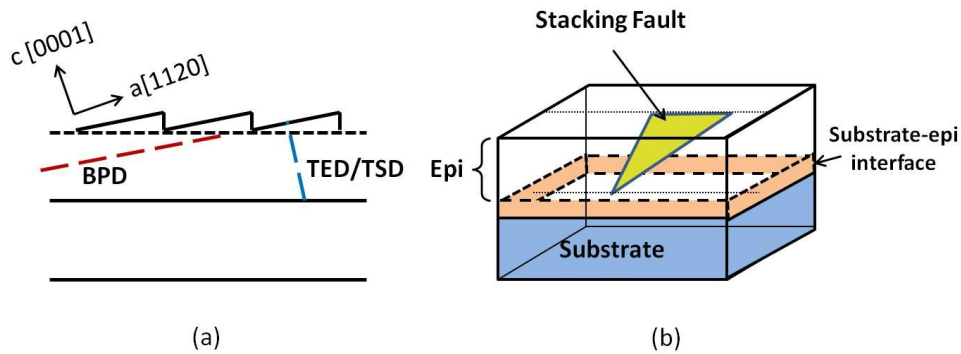 c [0001]
a[1120]
BPD
TED/TSD
(a)
Stacking Fault
Epi
Substrate-epi
interface
Substrate
(b)